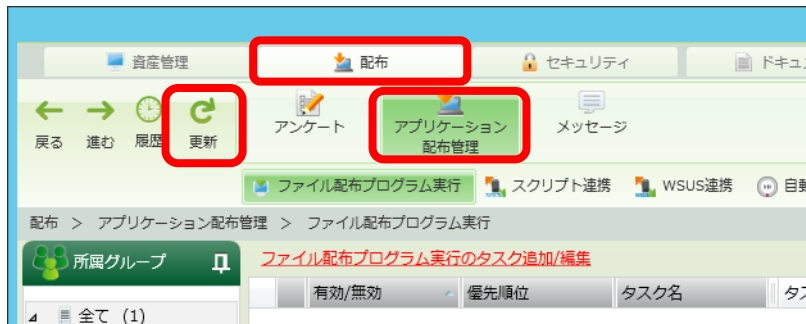 資産管理 配布 セキュリティ ドキュ
戻る 進む 履歴 更新 アンケート アプリケーション配布管理 メッセージ
ファイル配布プログラム実行 スクリプト連携 WSUS連携 自動
配布 > アプリケーション配布管理 > ファイル配布プログラム実行
所属グループ ファイル配布プログラム実行のタスク追加/編集
有効/無効 優先順位 タスク名 タ
全て (1)